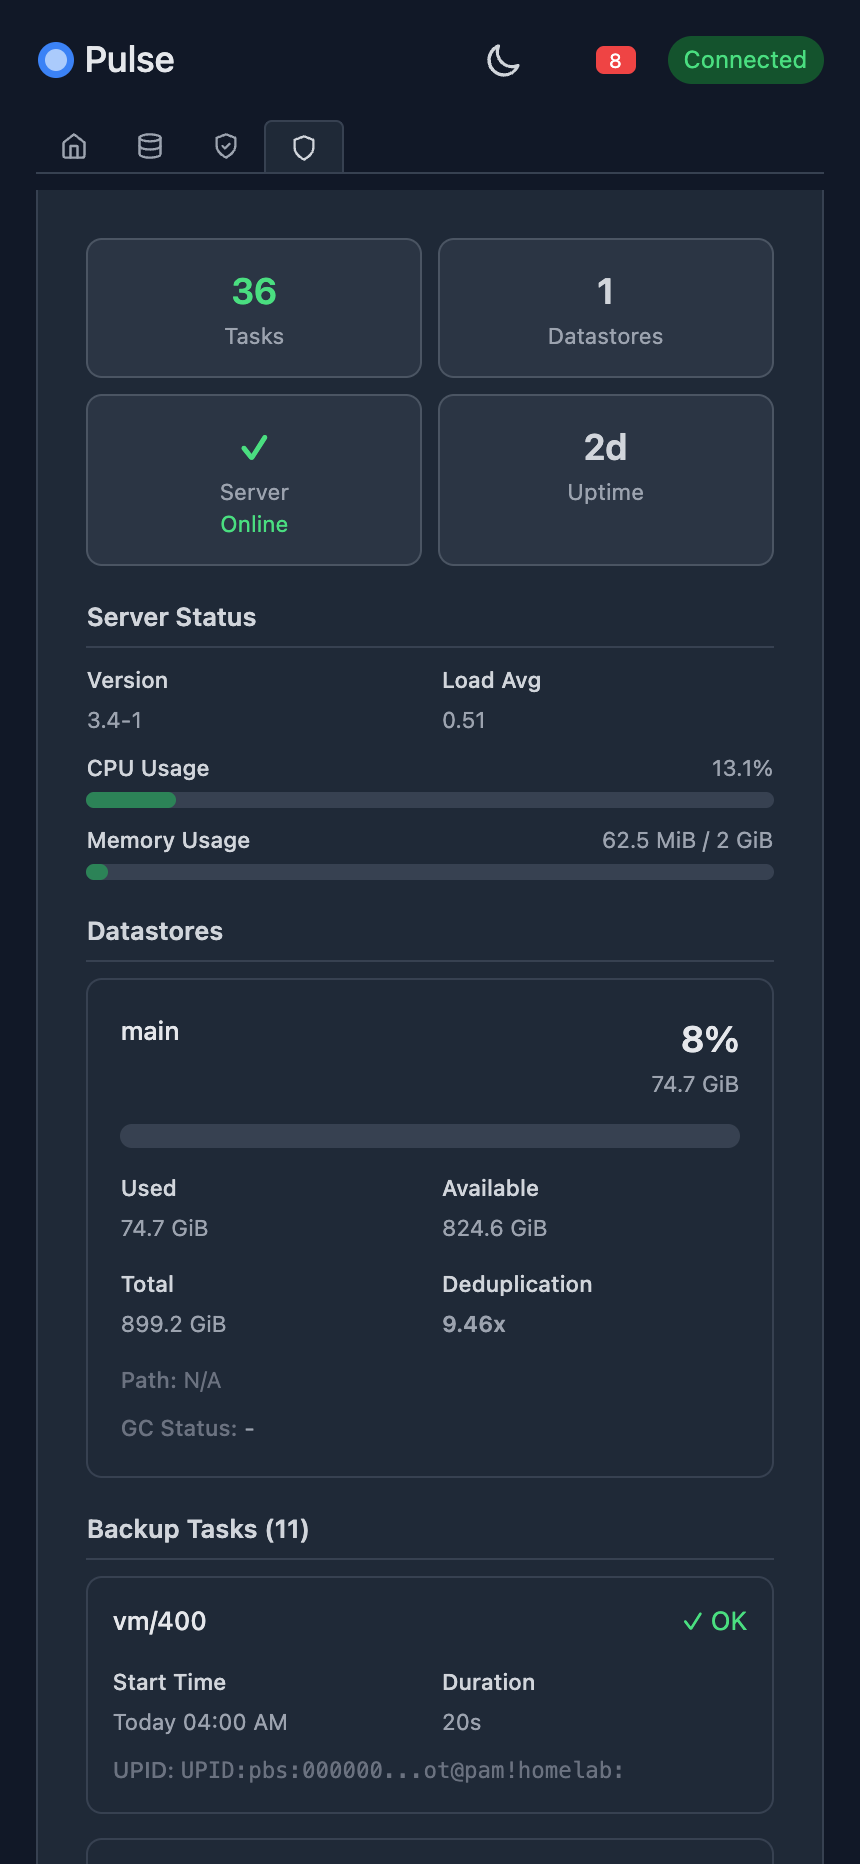 Pulse
8
Connected
36
Tasks
1
Datastores
Server
Online
2d
Uptime
Server Status
Version
Load Avg
3.4-1
0.51
CPU Usage
13.1%
Memory Usage
62.5 MiB / 2 GiB
Datastores
main
8%
74.7 GiB
Used
Available
74.7 GiB
824.6 GiB
Total
Deduplication
899.2 GiB
9.46x
Path: N/A
GC Status: -
Backup Tasks (11)
vm/400
✓ OK
Start Time
Duration
Today 04:00 AM
20s
UPID: UPID:pbs:000000...ot@pam!homelab: